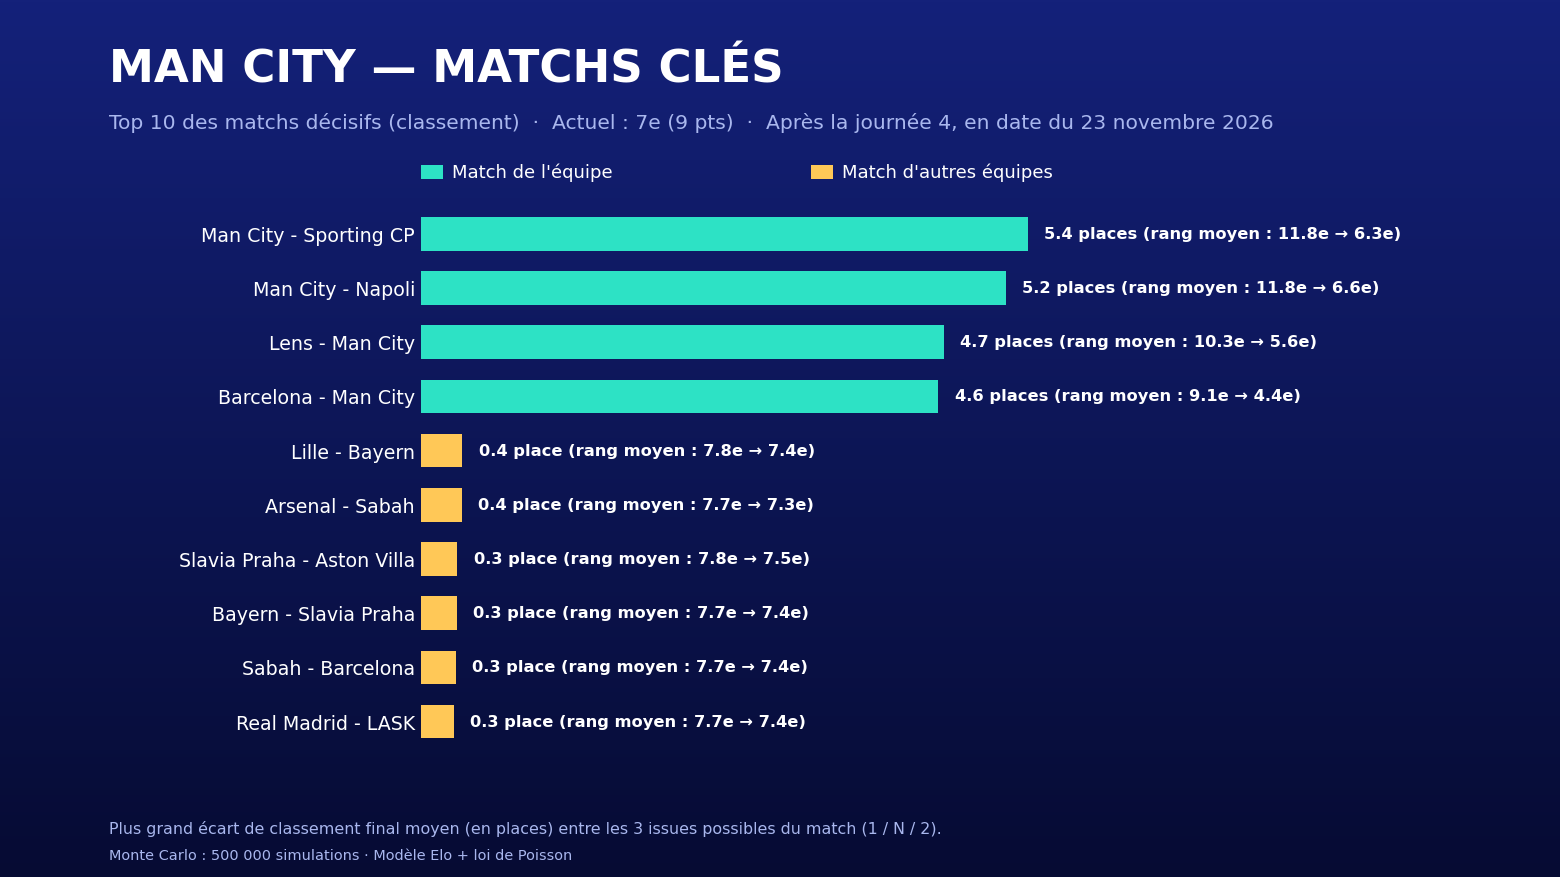 MAN CITY — MATCHS CLÉS
Top 10 des matchs décisifs (classement) · Actuel : 7e (9 pts) · Après la journée 4, en date du 23 novembre 2026
Match de l'équipe
Match d'autres équipes
Man City - Sporting CP 5.4 places (rang moyen : 11.8e → 6.3e)
Man City - Napoli 5.2 places (rang moyen : 11.8e → 6.6e)
Lens - Man City 4.7 places (rang moyen : 10.3e → 5.6e)
Barcelona - Man City 4.6 places (rang moyen : 9.1e → 4.4e)
Lille - Bayern 0.4 place (rang moyen : 7.8e → 7.4e)
Arsenal - Sabah 0.4 place (rang moyen : 7.7e → 7.3e)
Slavia Praha - Aston Villa 0.3 place (rang moyen : 7.8e → 7.5e)
Bayern - Slavia Praha 0.3 place (rang moyen : 7.7e → 7.4e)
Sabah - Barcelona 0.3 place (rang moyen : 7.7e → 7.4e)
Real Madrid - LASK 0.3 place (rang moyen : 7.7e → 7.4e)
Plus grand écart de classement final moyen (en places) entre les 3 issues possibles du match (1 / N / 2).
Monte Carlo : 500 000 simulations · Modèle Elo + loi de Poisson